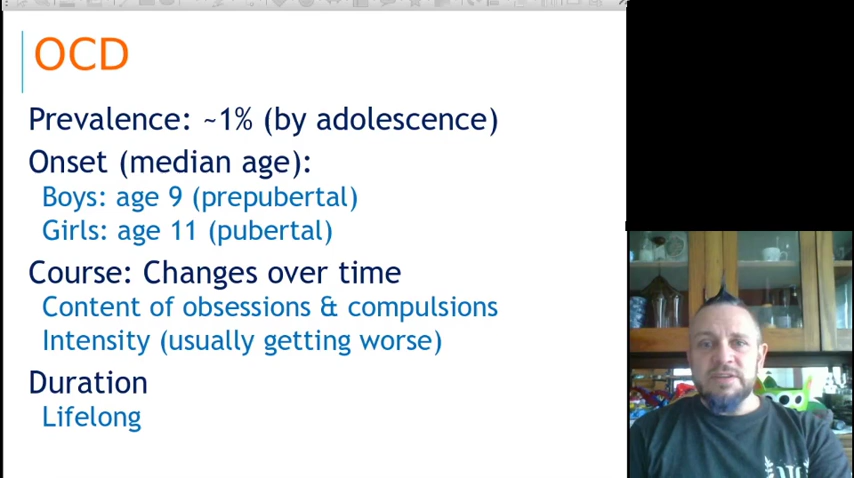 OCD
Prevalence: ~1% (by adolescence)
Onset (median age):
Boys: age 9 (prepubertal)
Girls: age 11 (pubertal)
Course: Changes over time
Content of obsessions & compulsions
Intensity (usually getting worse)
Duration
Lifelong